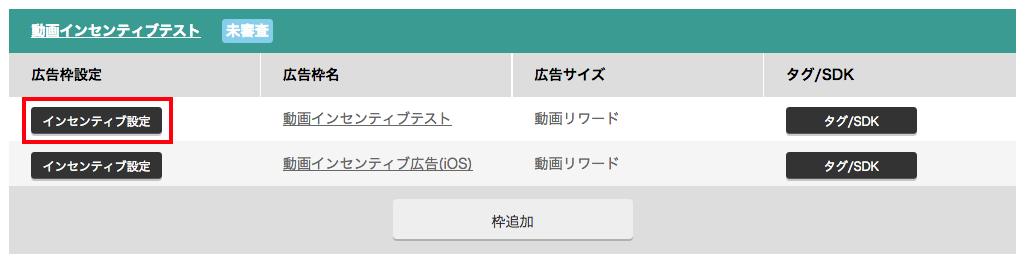 動画インセンティブテスト 未審査
広告枠設定 広告枠名 広告サイズ タグ/SDK
インセンティブ設定 動画インセンティブテスト 動画リワード タグ/SDK
インセンティブ設定 動画インセンティブ広告(iOS) 動画リワード タグ/SDK
枠追加